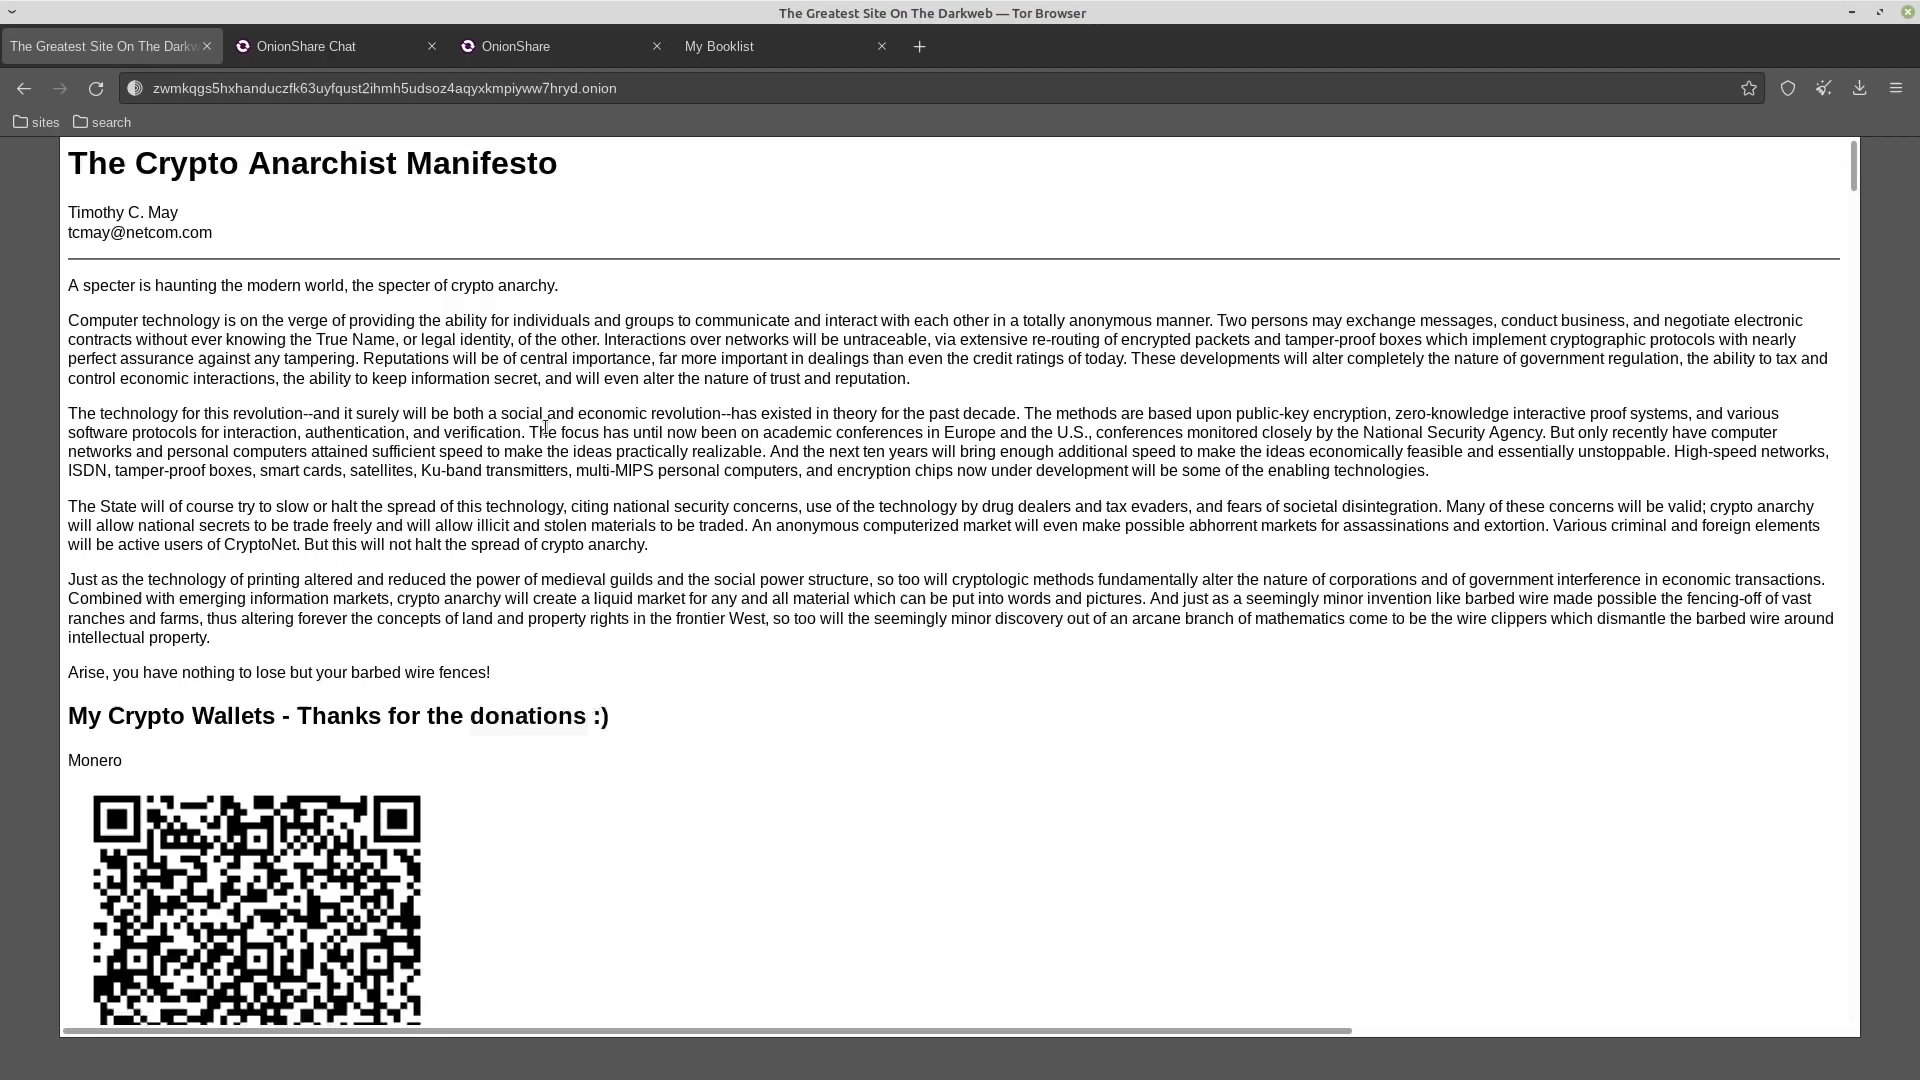 The Greatest Site On The Darkweb — Tor Browser
The Greatest Site On The Darkw
OnionShare Chat
OnionShare
My Booklist
zwmkqgs5hxhanduczfk63uyfqust2ihmh5udsoz4aqyxkmpiyww7hryd.onion
sites
search
The Crypto Anarchist Manifesto
Timothy C. May
tcmay@netcom.com
A specter is haunting the modern world, the specter of crypto anarchy.
Computer technology is on the verge of providing the ability for individuals and groups to communicate and interact with each other in a totally anonymous manner. Two persons may exchange messages, conduct business, and negotiate electronic
contracts without ever knowing the True Name, or legal identity, of the other. Interactions over networks will be untraceable, via extensive re-routing of encrypted packets and tamper-proof boxes which implement cryptographic protocols with nearly
perfect assurance against any tampering. Reputations will be of central importance, far more important in dealings than even the credit ratings of today. These developments will alter completely the nature of government regulation, the ability to tax and
control economic interactions, the ability to keep information secret, and will even alter the nature of trust and reputation.
The technology for this revolution--and it surely will be both a social and economic revolution--has existed in theory for the past decade. The methods are based upon public-key encryption, zero-knowledge interactive proof systems, and various
software protocols for interaction, authentication, and verification. The focus has until now been on academic conferences in Europe and the U.S., conferences monitored closely by the National Security Agency. But only recently have computer
networks and personal computers attained sufficient speed to make the ideas practically realizable. And the next ten years will bring enough additional speed to make the ideas economically feasible and essentially unstoppable. High-speed networks,
ISDN, tamper-proof boxes, smart cards, satellites, Ku-band transmitters, multi-MIPS personal computers, and encryption chips now under development will be some of the enabling technologies.
The State will of course try to slow or halt the spread of this technology, citing national security concerns, use of the technology by drug dealers and tax evaders, and fears of societal disintegration. Many of these concerns will be valid; crypto anarchy
will allow national secrets to be trade freely and will allow illicit and stolen materials to be traded. An anonymous computerized market will even make possible abhorrent markets for assassinations and extortion. Various criminal and foreign elements
will be active users of CryptoNet. But this will not halt the spread of crypto anarchy.
Just as the technology of printing altered and reduced the power of medieval guilds and the social power structure, so too will cryptologic methods fundamentally alter the nature of corporations and of government interference in economic transactions.
Combined with emerging information markets, crypto anarchy will create a liquid market for any and all material which can be put into words and pictures. And just as a seemingly minor invention like barbed wire made possible the fencing-off of vast
ranches and farms, thus altering forever the concepts of land and property rights in the frontier West, so too will the seemingly minor discovery out of an arcane branch of mathematics come to be the wire clippers which dismantle the barbed wire around
intellectual property.
Arise, you have nothing to lose but your barbed wire fences!
My Crypto Wallets - Thanks for the donations :)
Monero